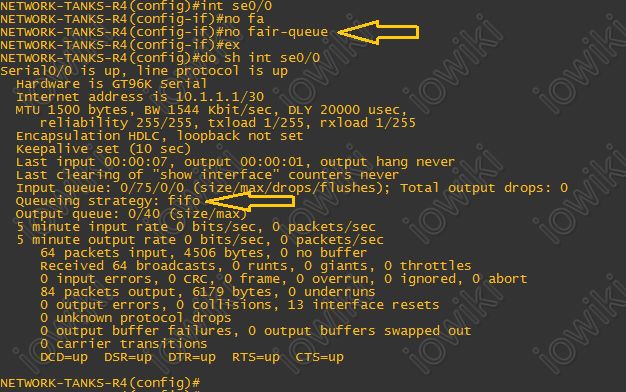 NETWORK-TANKS-R4(config)#int se0/0
NETWORK-TANKS-R4(config-if)#no fa
NETWORK-TANKS-R4(config-if)#no fair-queue
NETWORK-TANKS-R4(config-if)#ex
NETWORK-TANKS-R4(config)#do sh int se0/0
Serial0/0 is up, line protocol is up
Hardware is GT96K Serial
Internet address is 10.1.1.1/30
MTU 1500 bytes, BW 1544 Kbit/sec, DLY 20000 usec,
reliability 255/255, txload 1/255, rxload 1/255
Encapsulation HDLC, loopback not set
Keepalive set (10 sec)
Last input 00:00:07, output 00:00:01, output hang never
Last clearing of "show interface" counters never
Input queue: 0/75/0/0 (size/max/drops/flushes); Total output drops: 0
Queueing strategy: fifo
Output queue: 0/40 (size/max)
5 minute input rate 0 bits/sec, 0 packets/sec
5 minute output rate 0 bits/sec, 0 packets/sec
64 packets input, 4506 bytes, 0 no buffer
Received 64 broadcasts, 0 runts, 0 giants, 0 throttles
0 input errors, 0 CRC, 0 frame, 0 overrun, 0 ignored, 0 abort
84 packets output, 6179 bytes, 0 underruns
0 output errors, 0 collisions, 13 interface resets
0 unknown protocol drops
0 output buffer failures, 0 output buffers swapped out
0 carrier transitions
DCD=up DSR=up DTR=up RTS=up CTS=up
NETWORK-TANKS-R4(config)#